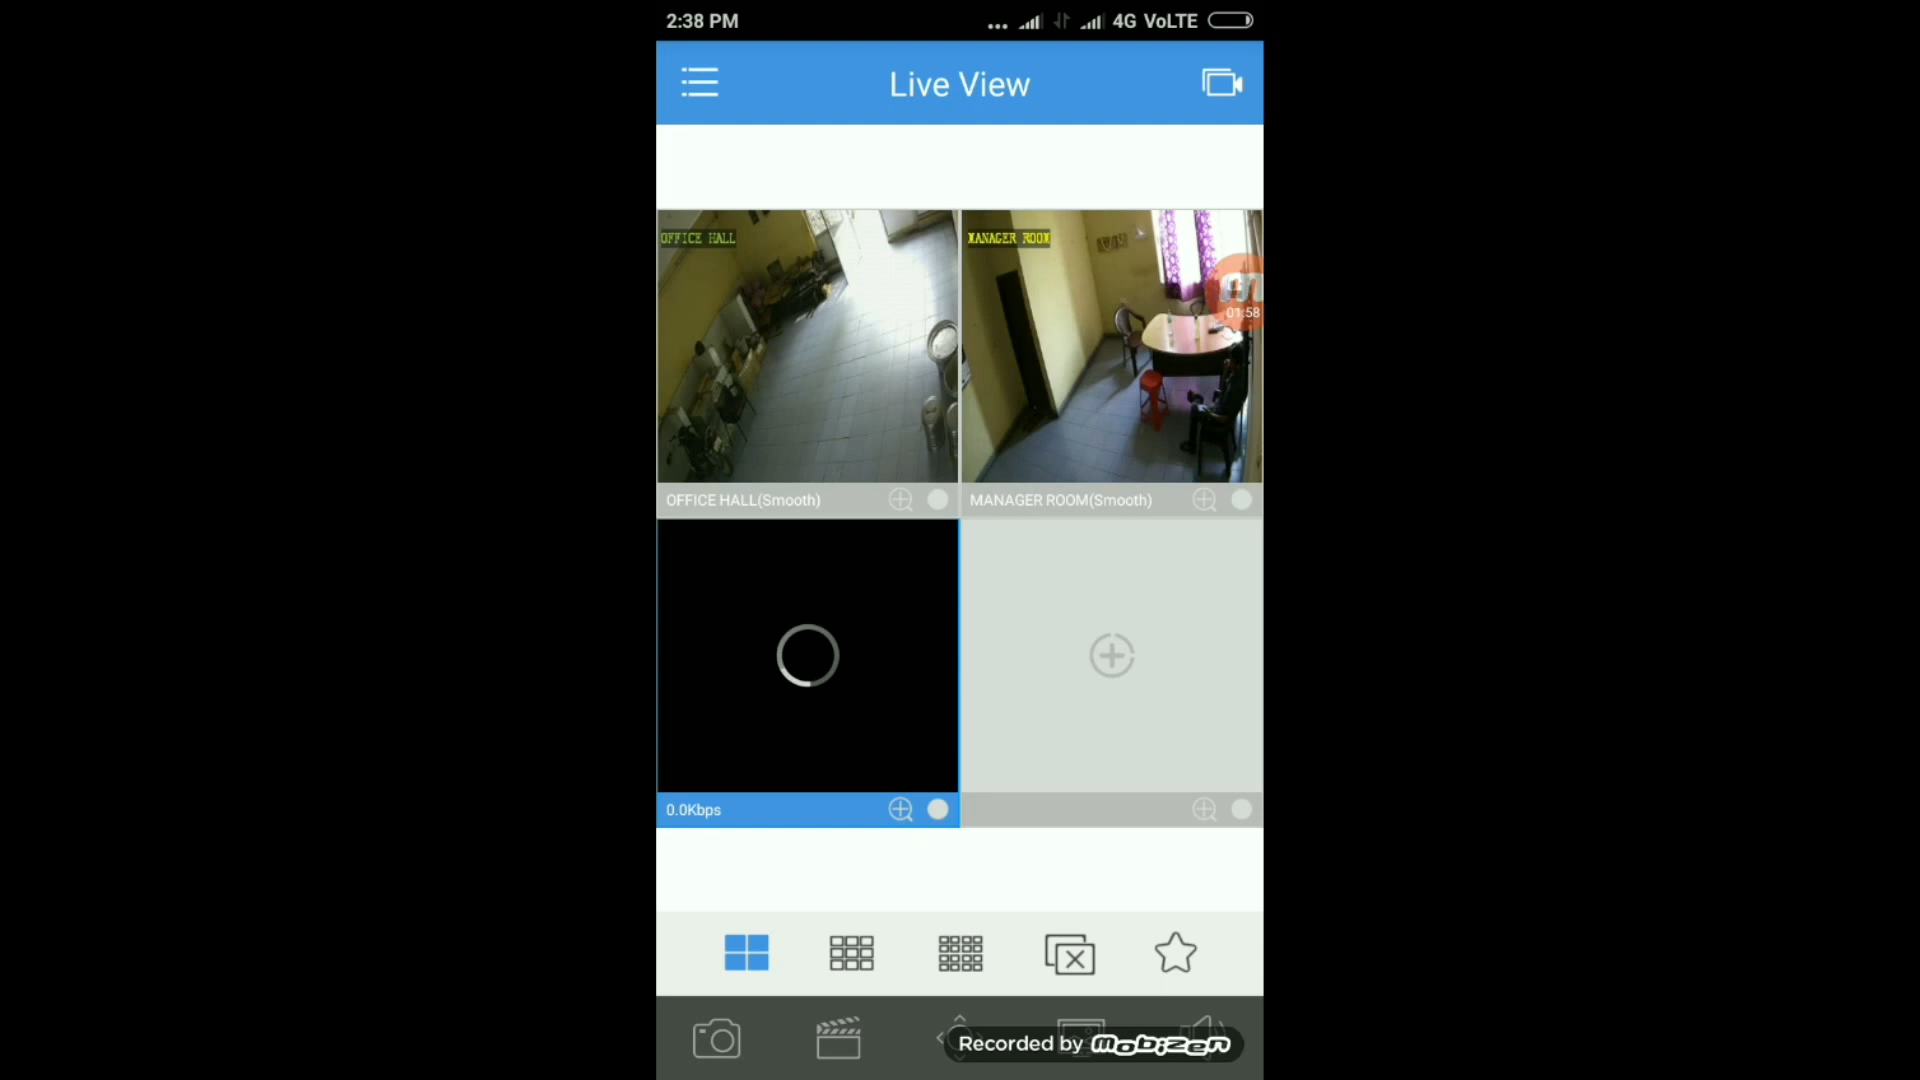 2:38 PM
4G VoLTE
Live View
OFFICE HALL
MANAGER ROOM
01:58
OFFICE HALL(Smooth)
MANAGER ROOM(Smooth)
0.0Kbps
Recorded by mobizen